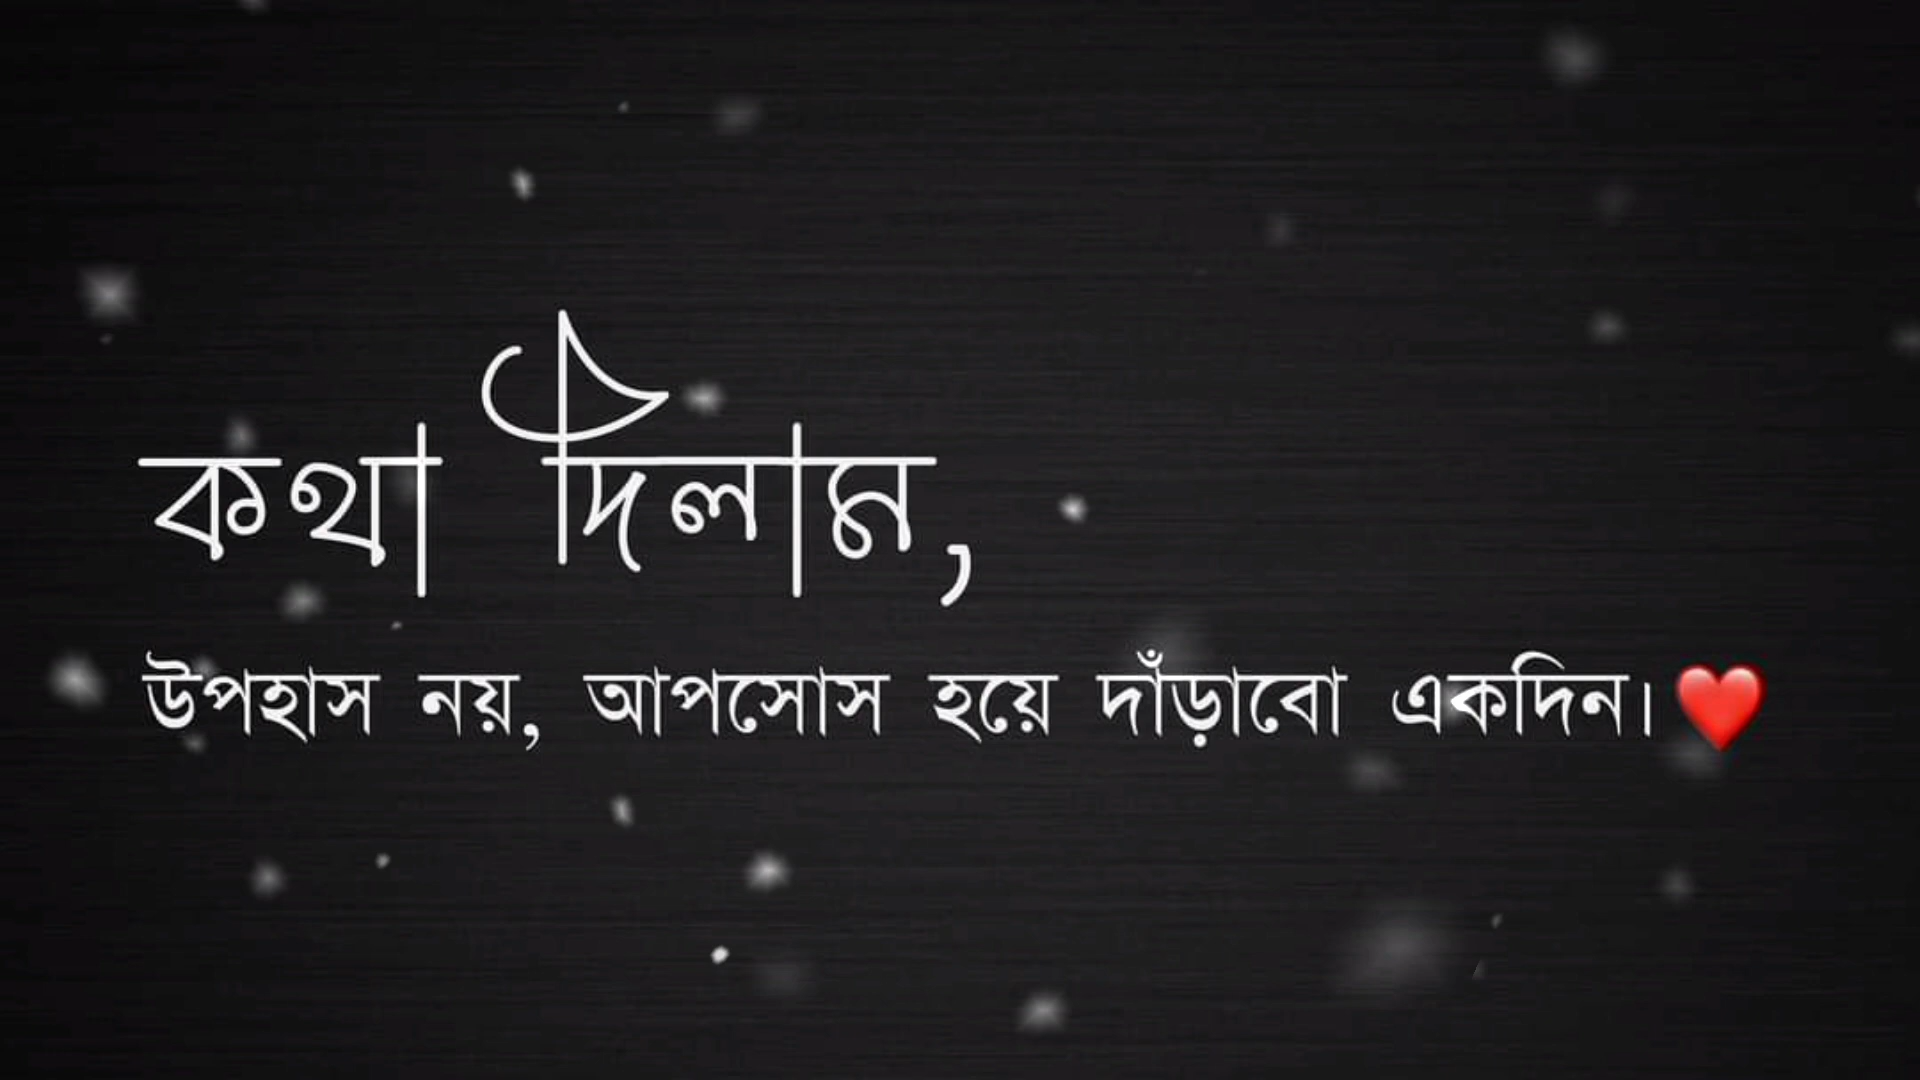 কথা দিলাম,
উপহাস নয়, আপসোস হয়ে দাঁড়াবো একদিন।❤️